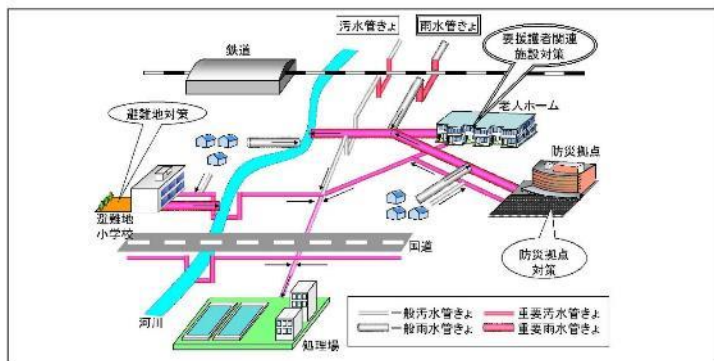 汚水管きょ
雨水管きょ
要援護者関連
施設対策
鉄道
老人ホーム
避難地対策
防災拠点
避難地
小学校
国道
防災拠点
対策
河川
処理場
一般汚水管きょ
重要汚水管きょ
一般雨水管きょ
重要雨水管きょ